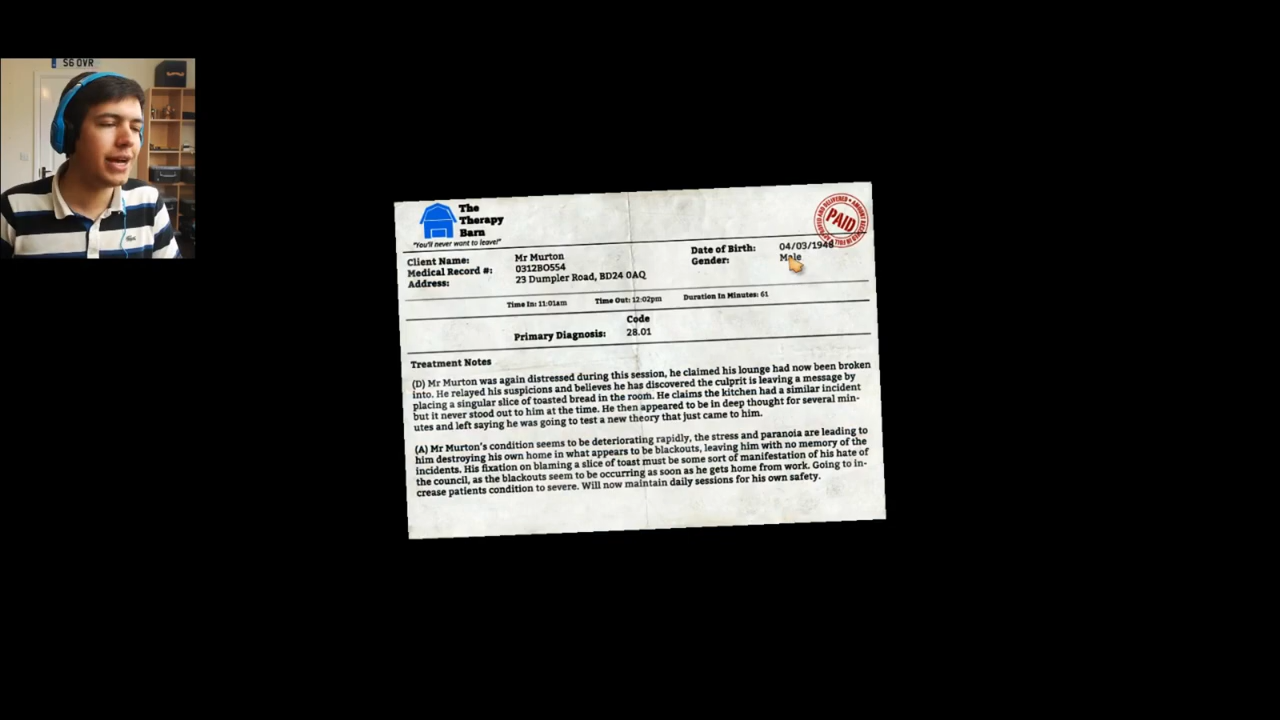 S6 OVR
The
Therapy
Barn
"You'll never want to leave!"
PAID
Client Name: Mr Murton
Medical Record #: 0312BO554
Address: 23 Dumpler Road, BD24 0AQ
Date of Birth: 04/03/1948
Gender: Male
Time In: 11:01am Time Out: 12:02pm Duration In Minutes: 61
Code
Primary Diagnosis: 28.01
Treatment Notes
(D) Mr Murton was again distressed during this session, he claimed his lounge had now been broken
into. He relayed his suspicions and believes he has discovered the culprit is leaving a message by
placing a singular slice of toasted bread in the room. He claims the kitchen had a similar incident
but it never stood out to him at the time. He then appeared to be in deep thought for several min-
utes and left saying he was going to test a new theory that just came to him.
(A) Mr Murton's condition seems to be deteriorating rapidly, the stress and paranoia are leading to
him destroying his own home in what appears to be blackouts, leaving him with no memory of the
incidents. His fixation on blaming a slice of toast must be some sort of manifestation of his hate of
the council, as the blackouts seem to be occurring as soon as he gets home from work. Going to in-
crease patients condition to severe. Will now maintain daily sessions for his own safety.